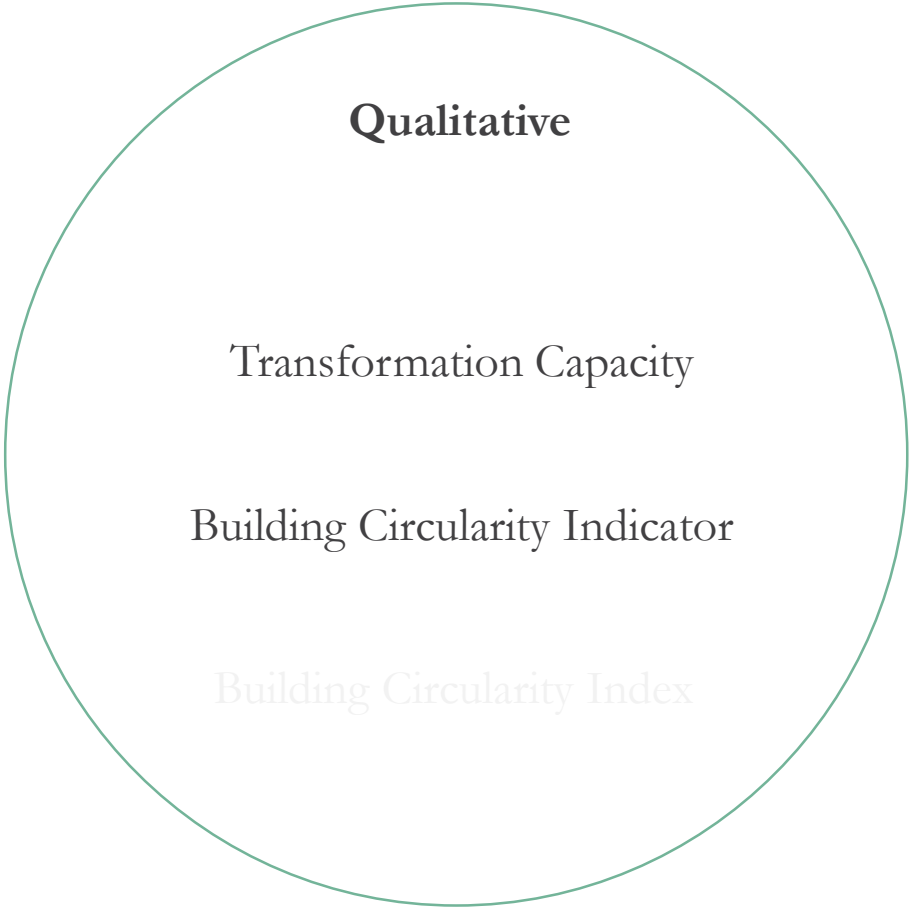 Qualitative
Transformation Capacity
Building Circularity Indicator
Building Circularity Index